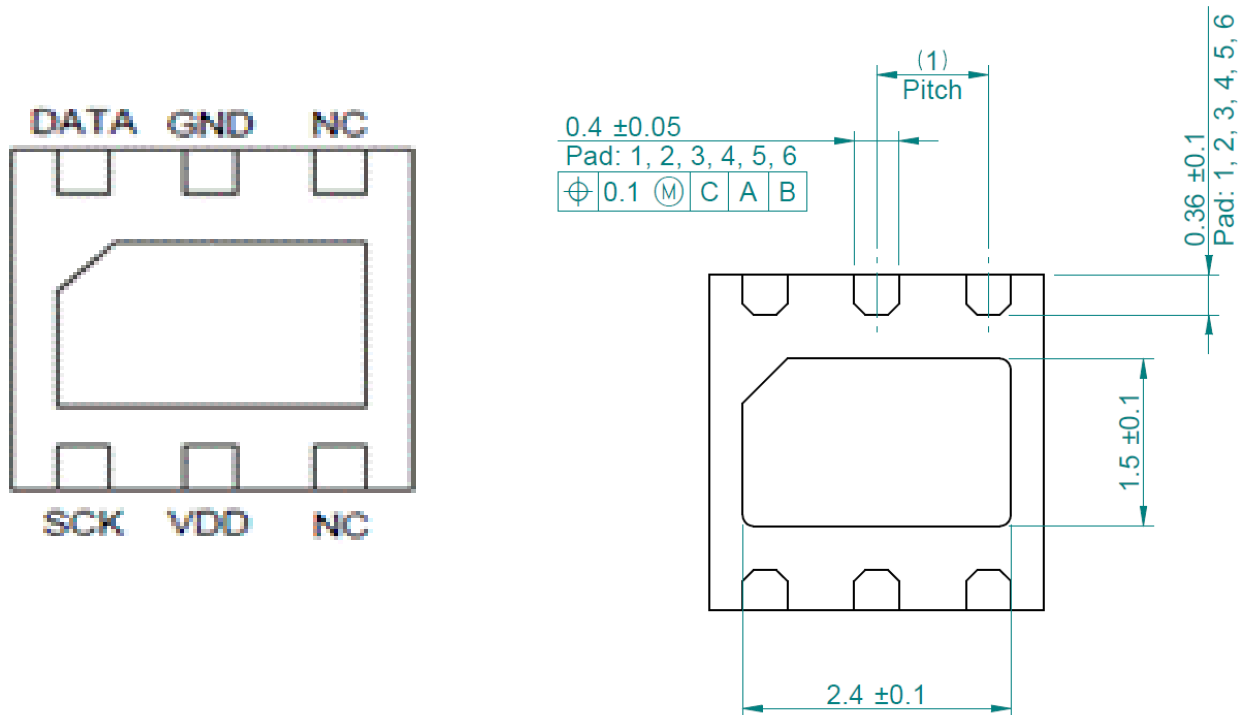 DATA GND NC
SCK VDD NC
(1)
Pitch
0.4 ±0.05
Pad: 1, 2, 3, 4, 5, 6
⌖ 0.1 Ⓜ C A B
0.36 ±0.1
Pad: 1, 2, 3, 4, 5, 6
1.5 ±0.1
2.4 ±0.1